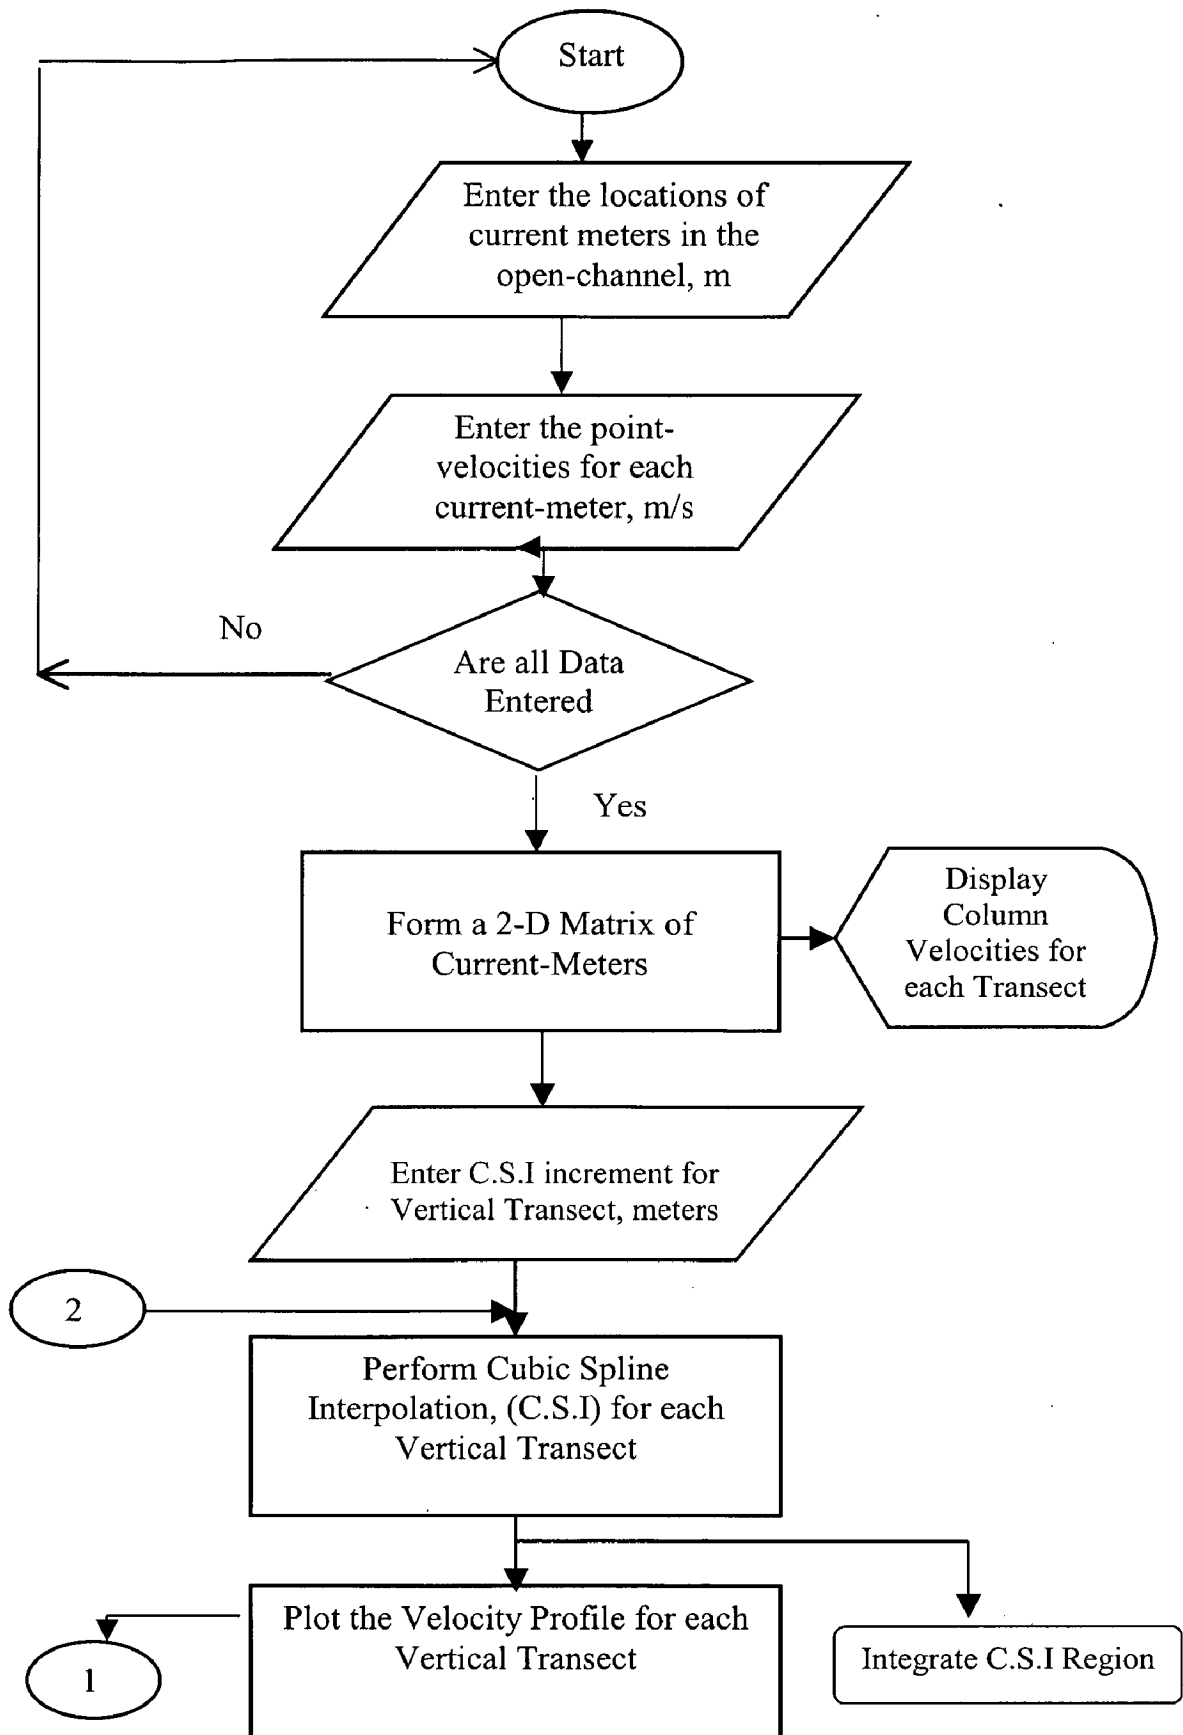 Start
Enter the locations of
current meters in the
open-channel, m
Enter the point-
velocities for each
current-meter, m/s
No
Are all Data
Entered
Yes
Form a 2-D Matrix of
Current-Meters
Display
Column
Velocities for
each Transect
Enter C.S.I increment for
Vertical Transect, meters
2
Perform Cubic Spline
Interpolation, (C.S.I) for each
Vertical Transect
Plot the Velocity Profile for each
Vertical Transect
1
Integrate C.S.I Region